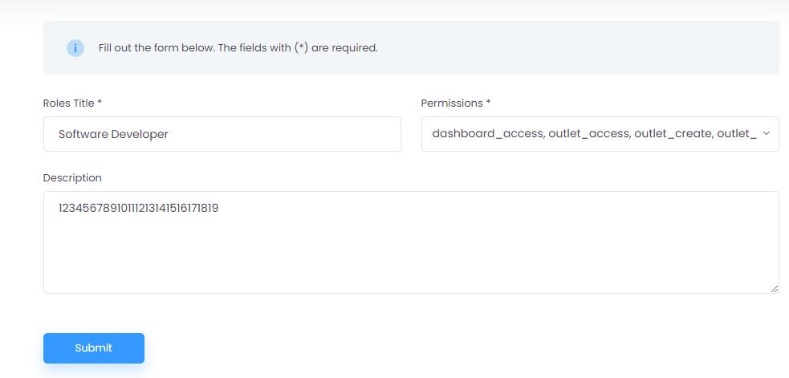 Fill out the form below. The fields with (*) are required.
Roles Title *
Permissions *
Software Developer
dashboard_access, outlet_access, outlet_create, outlet_
Description
12345678910111213141516171819
Submit